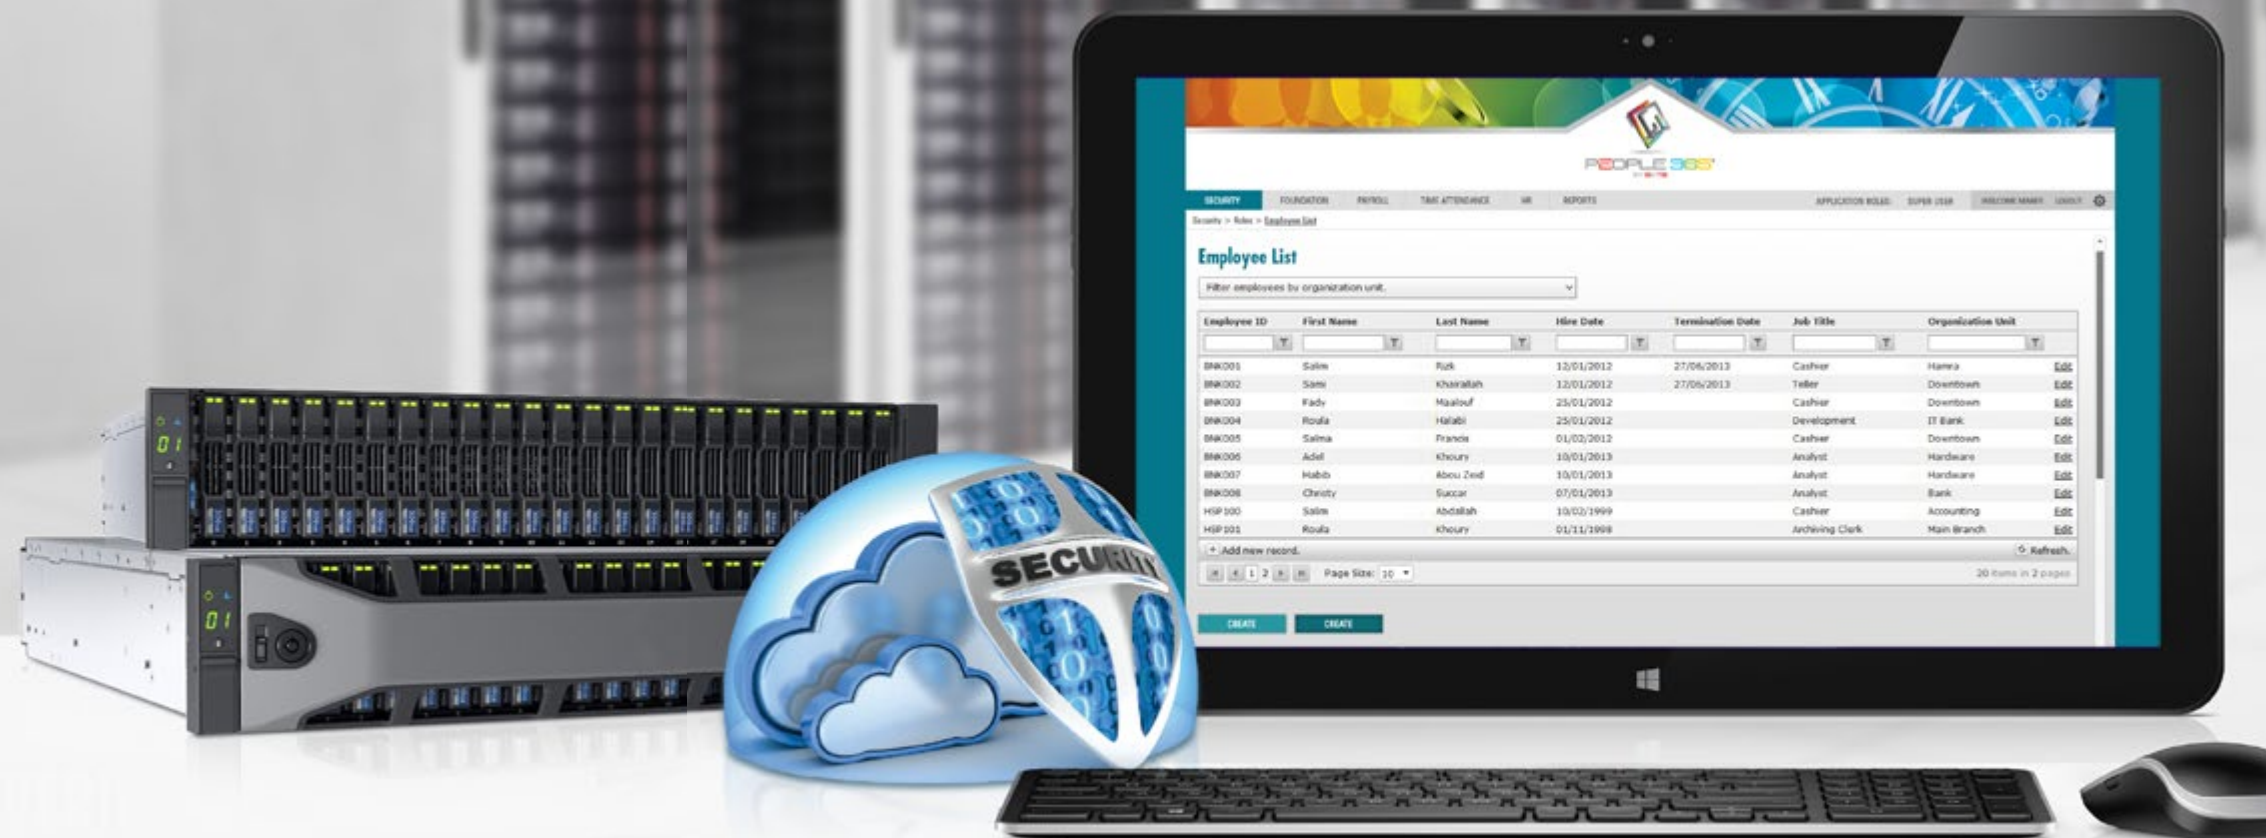 PEOPLE 365°
SECURITY FOUNDATION PAYROLL TIME ATTENDANCE HR REPORTS APPLICATION ROLES: SUPER USER LOGOUT
Security > Roles > Employee List
Employee List
Filter employees by organization unit.
Employee ID First Name Last Name Hire Date Termination Date Job Title Organization Unit
BNK001 Salim Rizk 12/01/2012 27/06/2013 Cashier Hamra Edit
BNK002 Sami Khairallah 12/01/2012 27/06/2013 Teller Downtown Edit
BNK003 Fady Maalouf 25/01/2012 Cashier Downtown Edit
BNK004 Roula Halabi 25/01/2012 Development IT Bank Edit
BNK005 Salma Francis 01/02/2012 Cashier Downtown Edit
BNK006 Adel Khoury 10/01/2013 Analyst Hardware Edit
BNK007 Habib Abou Zeid 10/01/2013 Analyst Hardware Edit
BNK008 Christy Succar 07/01/2013 Analyst Bank Edit
HSP100 Salim Abdallah 10/02/1999 Cashier Accounting Edit
HSP101 Roula Khoury 01/11/1998 Archiving Clerk Main Branch Edit
+ Add new record. Refresh.
1 2 Page Size: 10 20 items in 2 pages
CREATE CREATE
01
01
SECURITY